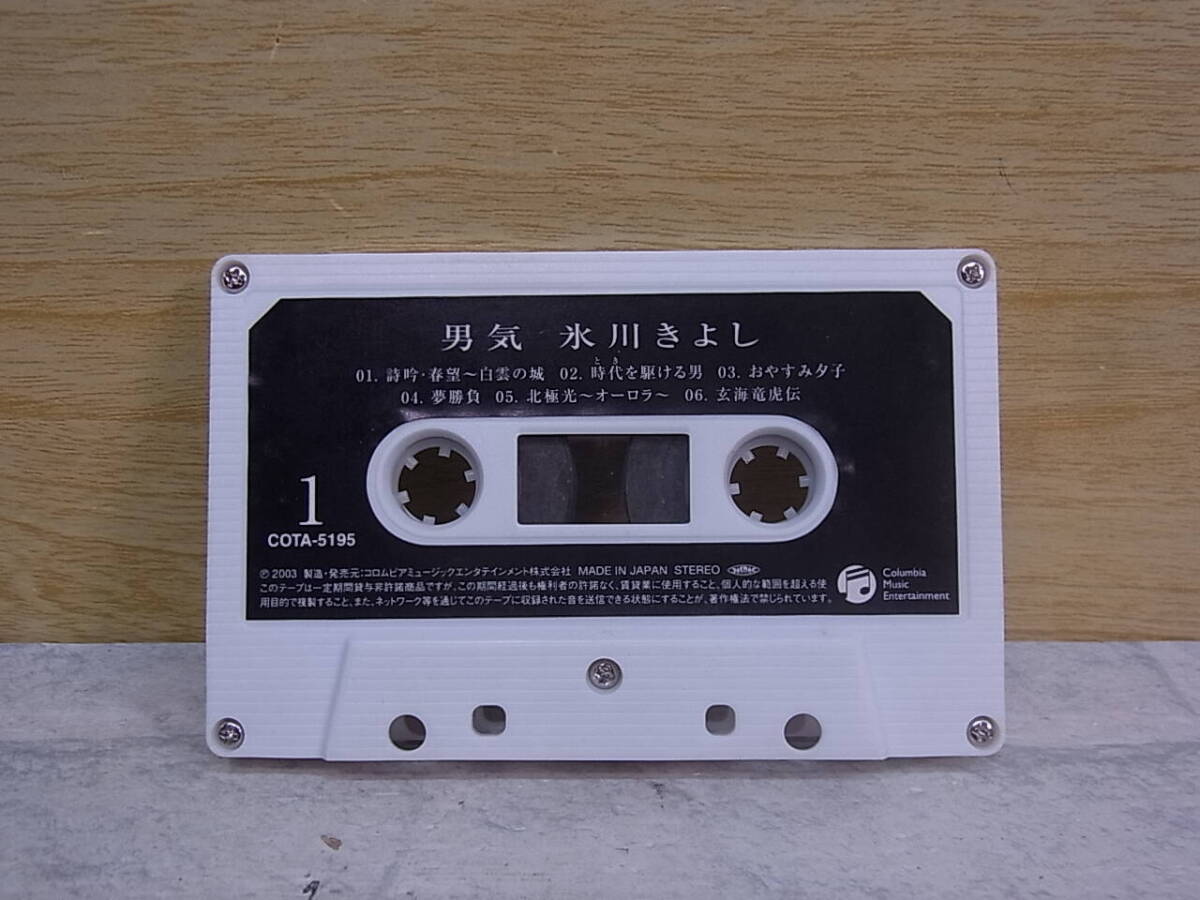 男気 氷川きよし
01. 詩吟・春望〜白雲の城 02. 時代を駆ける男 03. おやすみ夕子
とき
04. 夢勝負 05. 北極光〜オーロラ〜 06. 玄海竜虎伝
1
COTA-5195
℗ 2003 製造・発売元:コロムビアミュージックエンタテインメント株式会社 MADE IN JAPAN STEREO
このテープは一定期間貸与非許諾商品ですが、この期間経過後も権利者の許諾なく、賃貸業に使用すること、個人的な範囲を超える使
用目的で複製すること、また、ネットワーク等を通じてこのテープに収録された音を送信できる状態にすることが、著作権法で禁じられています。
Columbia
Music
Entertainment